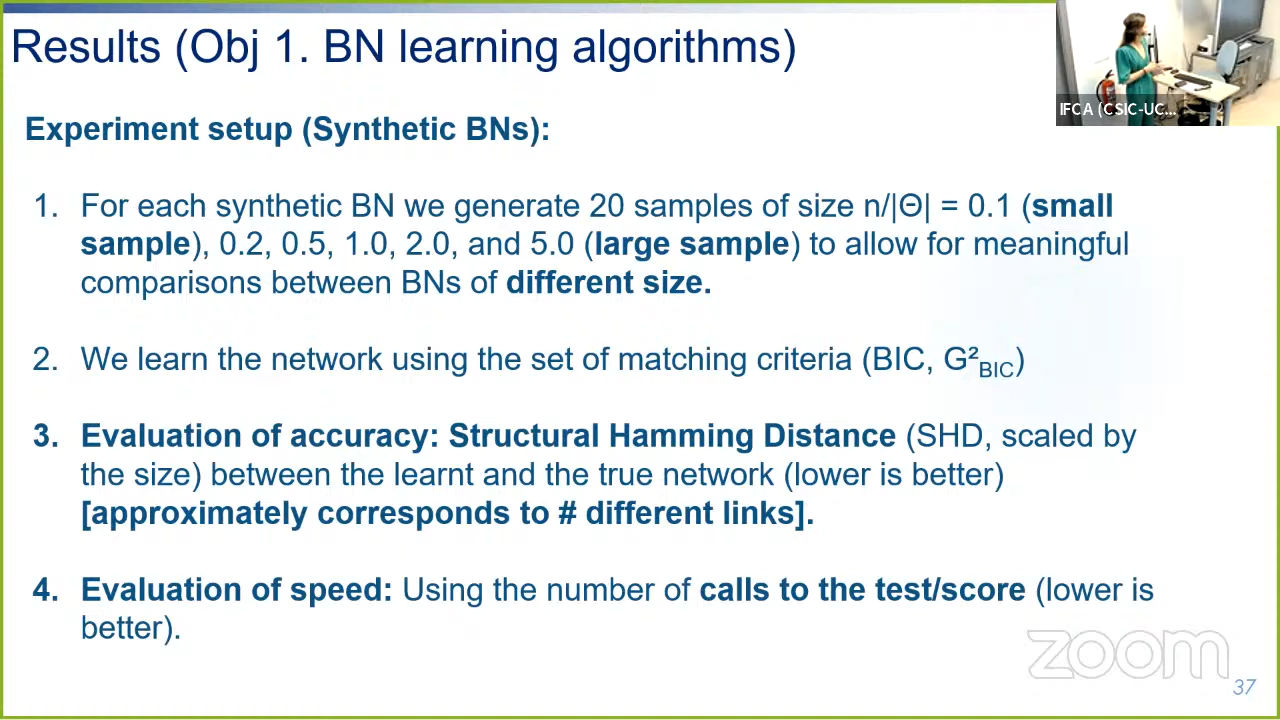 Results (Obj 1. BN learning algorithms)
IFCA (CSIC-UC...
Experiment setup (Synthetic BNs):
1. For each synthetic BN we generate 20 samples of size n/|Θ| = 0.1 (small
sample), 0.2, 0.5, 1.0, 2.0, and 5.0 (large sample) to allow for meaningful
comparisons between BNs of different size.
2. We learn the network using the set of matching criteria (BIC, G²BIC)
3. Evaluation of accuracy: Structural Hamming Distance (SHD, scaled by
the size) between the learnt and the true network (lower is better)
[approximately corresponds to # different links].
4. Evaluation of speed: Using the number of calls to the test/score (lower is
better).
zoom
37